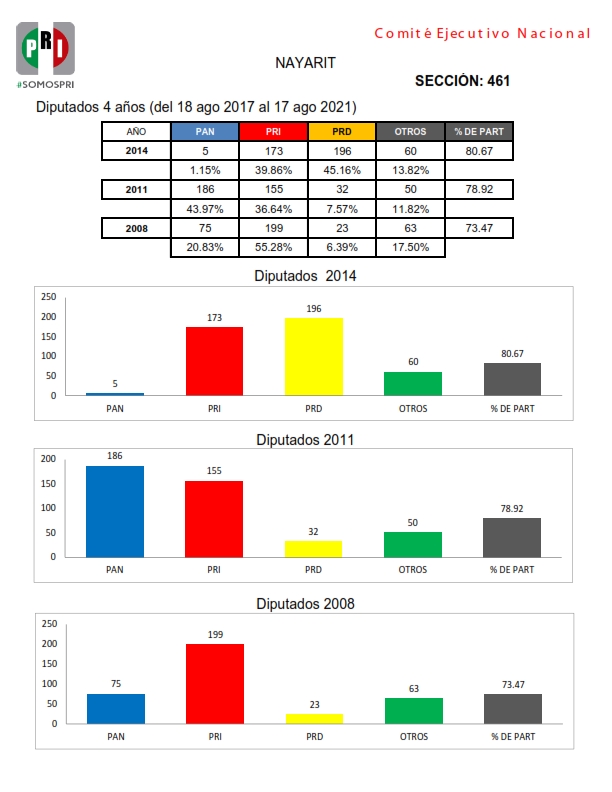 Comité Ejecutivo Nacional
PRI
#SOMOSPRI
NAYARIT
SECCIÓN: 461
Diputados 4 años (del 18 ago 2017 al 17 ago 2021)
AÑO PAN PRI PRD OTROS % DE PART
2014 5 173 196 60 80.67
1.15% 39.86% 45.16% 13.82%
2011 186 155 32 50 78.92
43.97% 36.64% 7.57% 11.82%
2008 75 199 23 63 73.47
20.83% 55.28% 6.39% 17.50%
Diputados 2014
250
200
150
100
50
0
5 173 196 60 80.67
PAN PRI PRD OTROS % DE PART
Diputados 2011
200
150
100
50
0
186 155 32 50 78.92
PAN PRI PRD OTROS % DE PART
Diputados 2008
250
200
150
100
50
0
75 199 23 63 73.47
PAN PRI PRD OTROS % DE PART